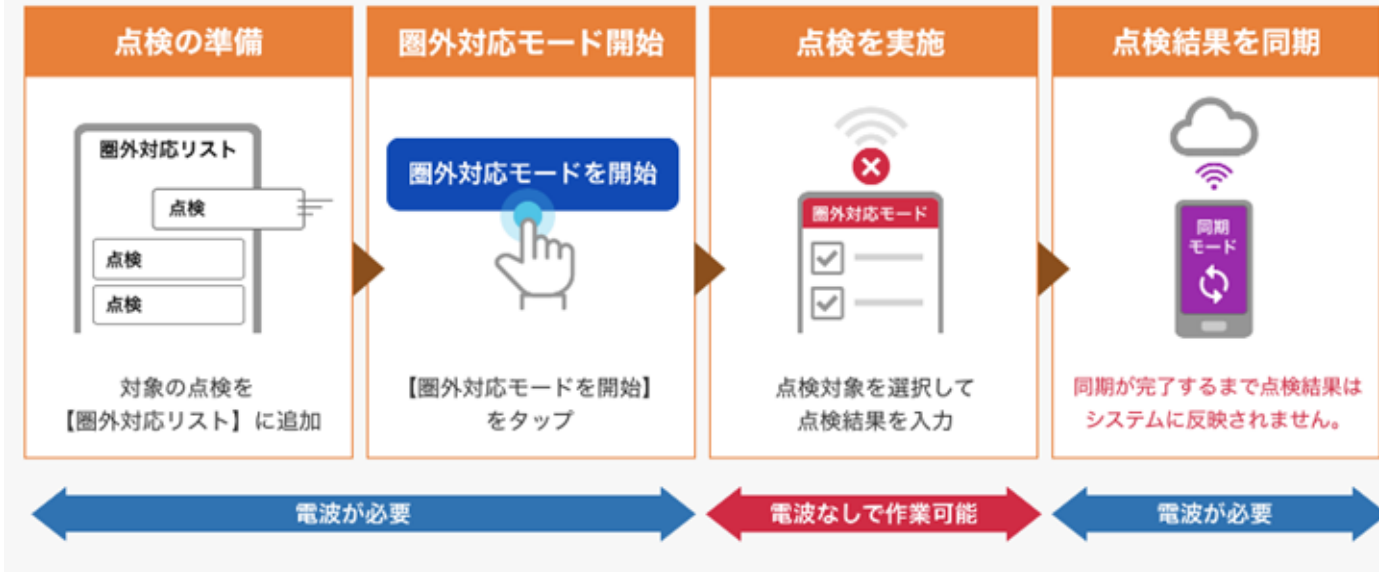 点検の準備
圏外対応リスト
点検
点検
点検
対象の点検を
【圏外対応リスト】に追加
圏外対応モード開始
圏外対応モードを開始
【圏外対応モードを開始】
をタップ
点検を実施
圏外対応モード
点検対象を選択して
点検結果を入力
点検結果を同期
同期
モード
同期が完了するまで点検結果は
システムに反映されません。
電波が必要
電波なしで作業可能
電波が必要